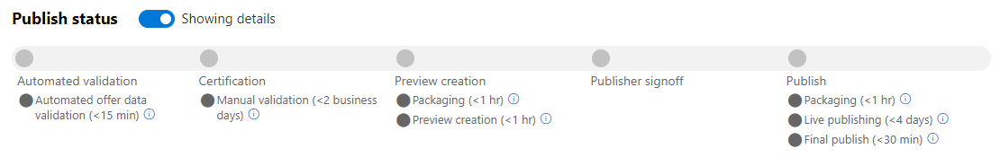 Publish status
Showing details
Automated validation
Automated offer data
validation (<15 min)
Certification
Manual validation (<2 business
days)
Preview creation
Packaging (<1 hr)
Preview creation (<1 hr)
Publisher signoff
Publish
Packaging (<1 hr)
Live publishing (<4 days)
Final publish (<30 min)